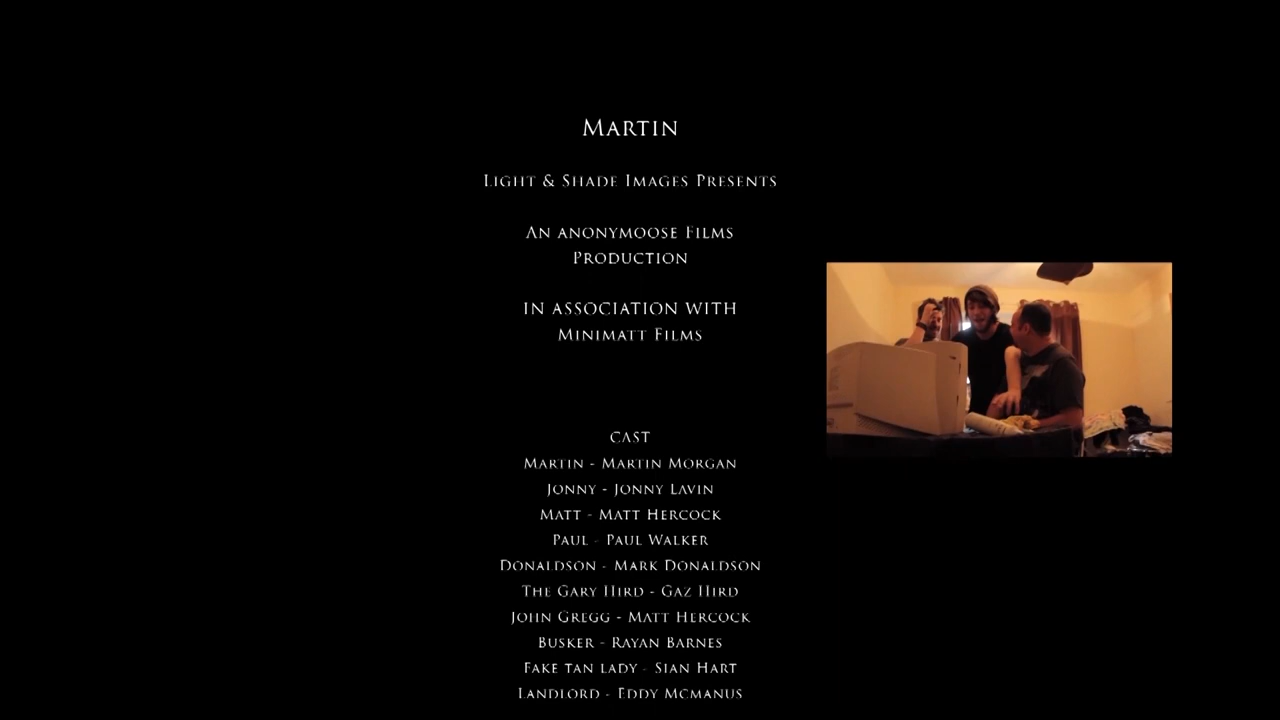 Martin
Light & Shade Images Presents
An anonymoose Films
Production
in association with
Minimatt Films
cast
Martin - Martin Morgan
Jonny - Jonny Lavin
Matt - Matt Hercock
Paul - Paul Walker
Donaldson - Mark Donaldson
The Gary Hird - Gaz Hird
John Gregg - Matt Hercock
Busker - Rayan Barnes
Fake tan lady - Sian Hart
Landlord - Eddy Mcmanus